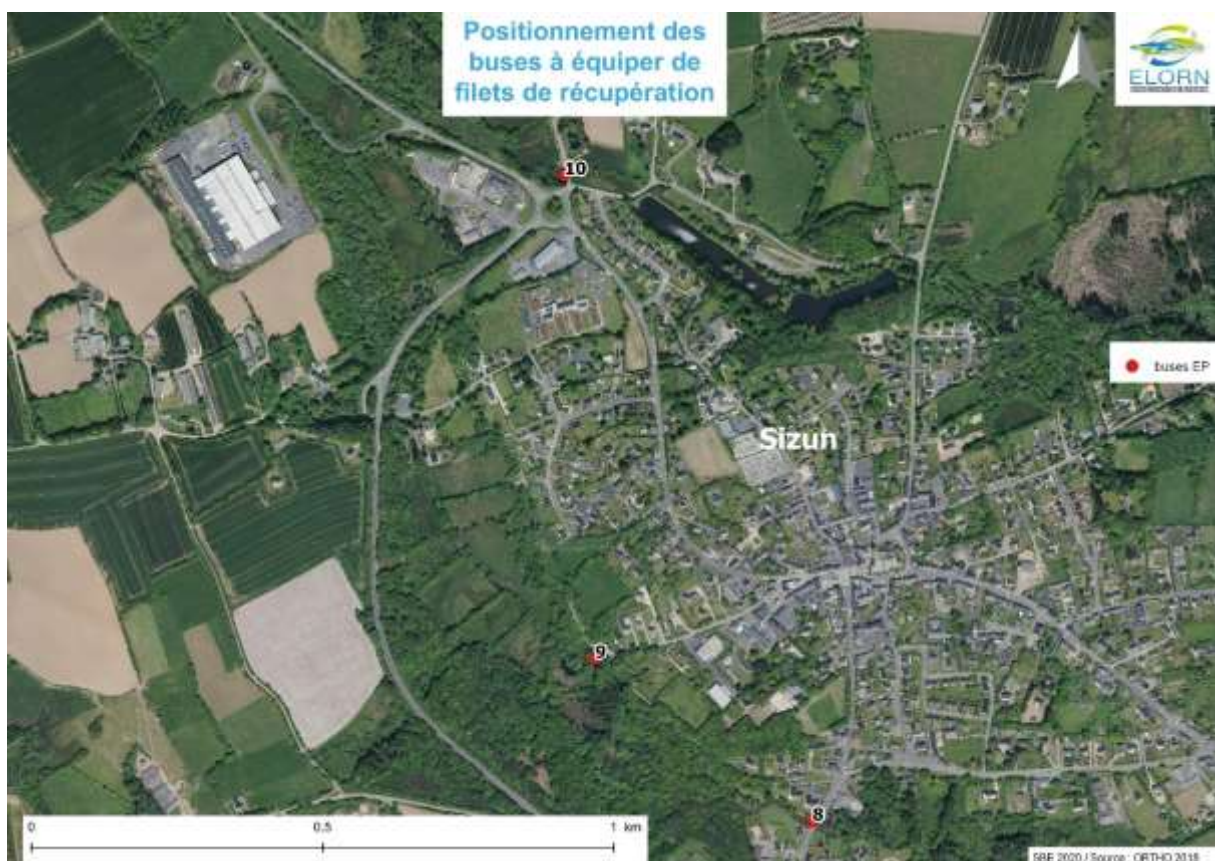 Positionnement des
buses à équiper de
filets de récupération
ELORN
10
buses EP
Sizun
9
8
0
0,5
1 km
SBE 2020 / Source : ORTHO 2018